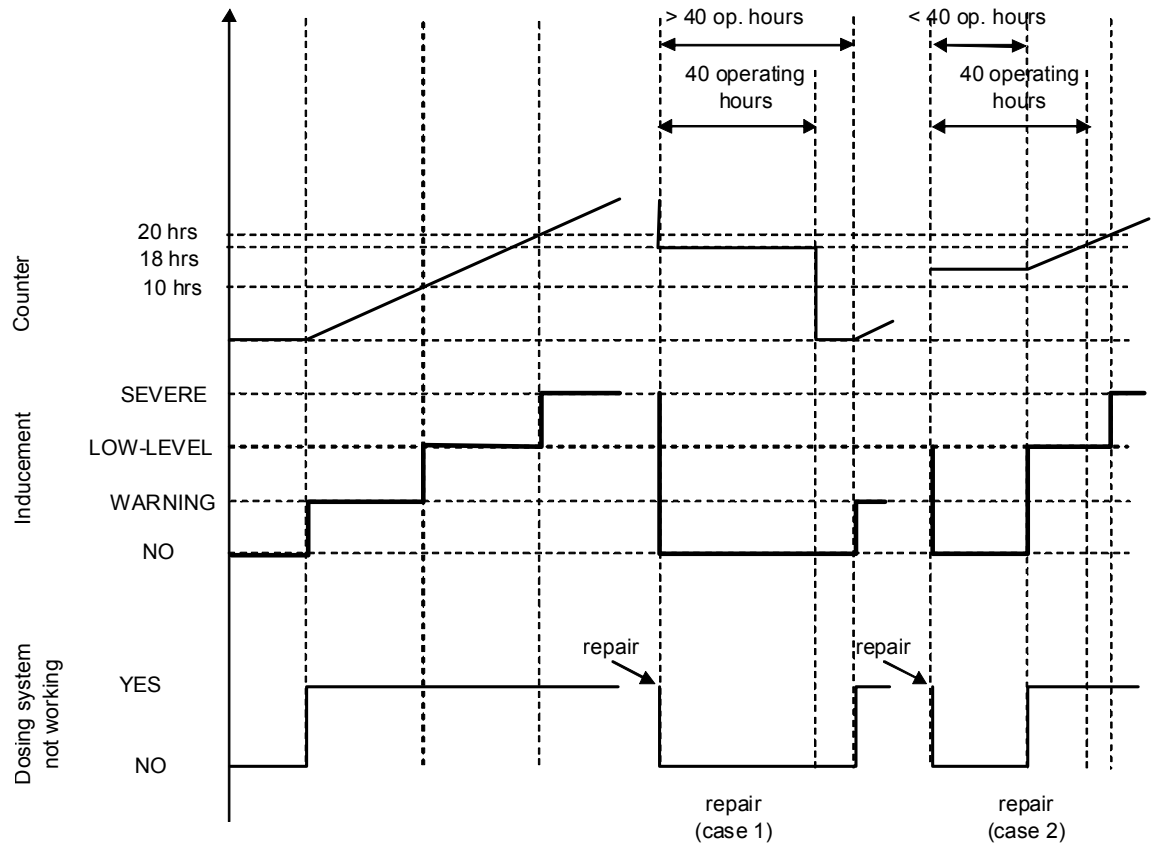 > 40 op. hours
< 40 op. hours
40 operating
hours
40 operating
hours
Counter
20 hrs
18 hrs
10 hrs
Inducement
SEVERE
LOW-LEVEL
WARNING
NO
Dosing system
not working
YES
NO
repair
repair
repair
(case 1)
repair
(case 2)